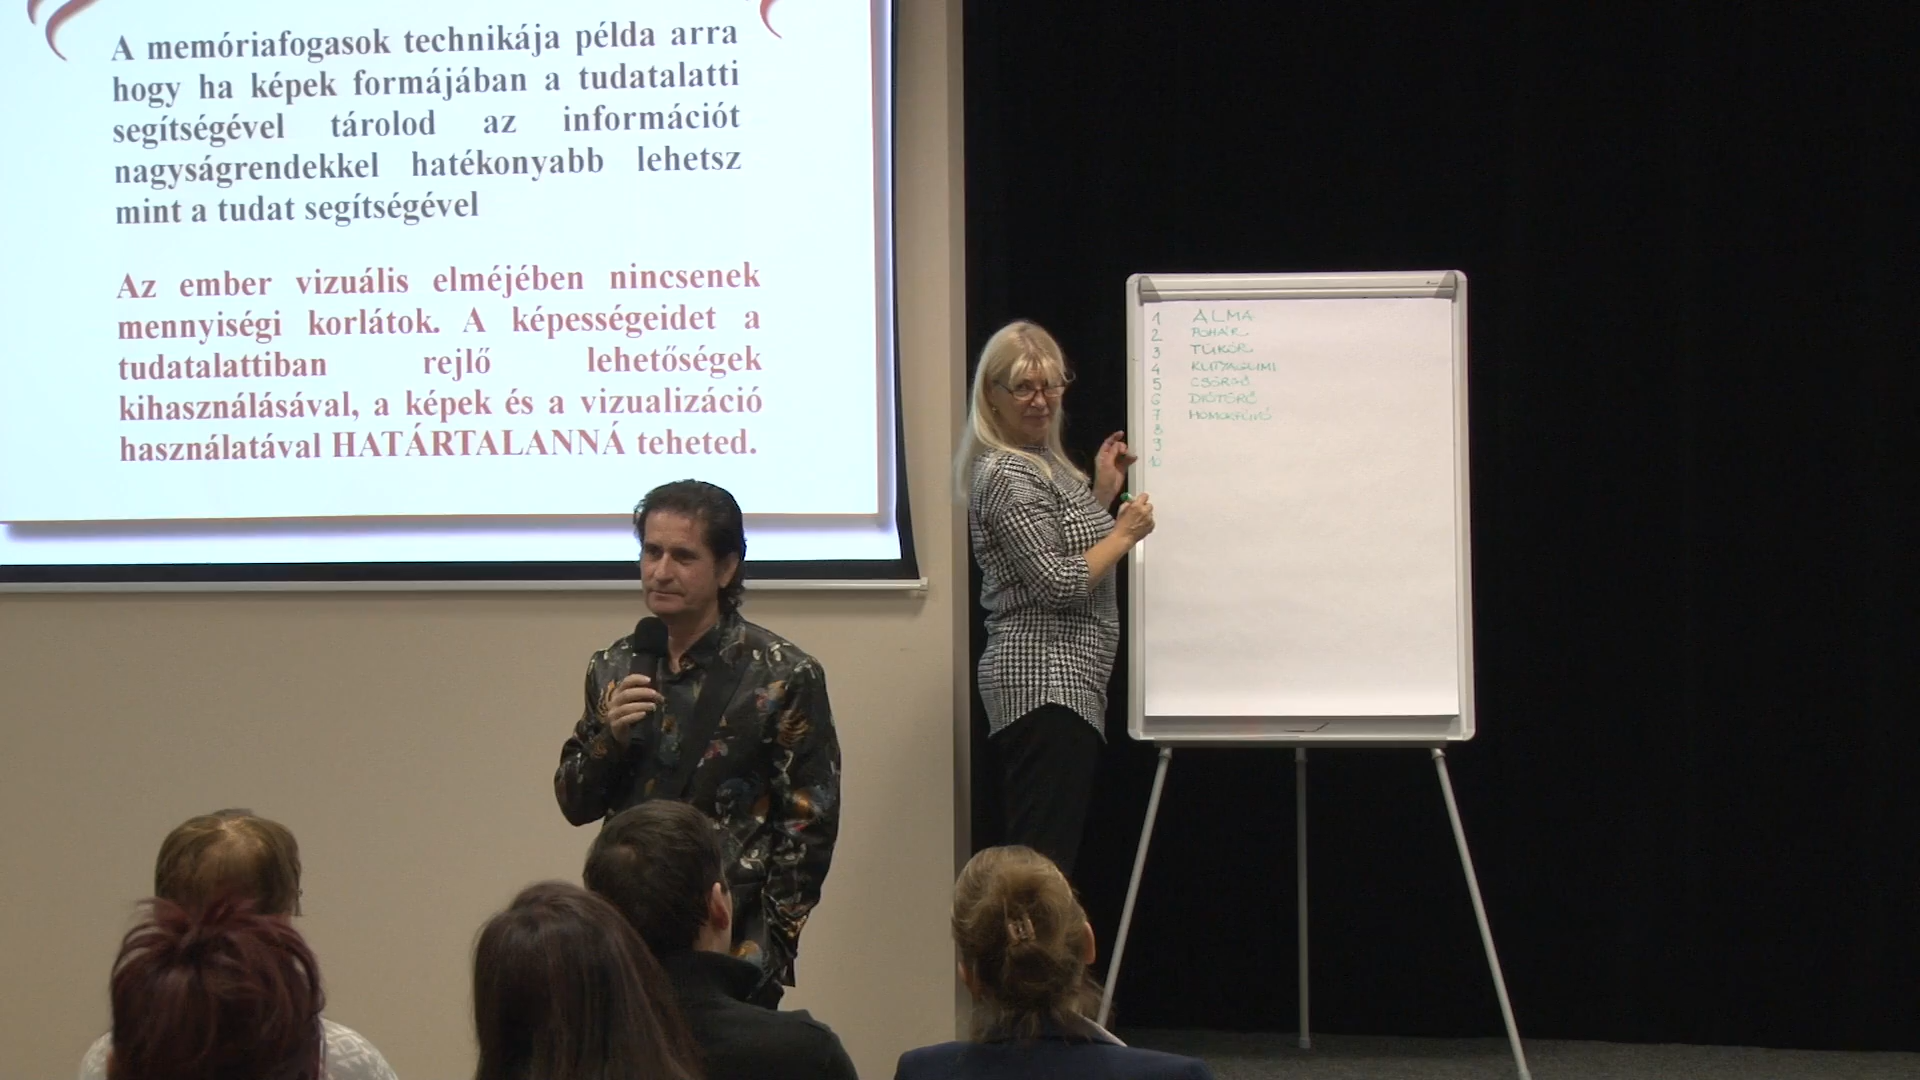 A memóriafogasok technikája példa arra
hogy ha képek formájában a tudatalatti
segítségével tárolod az információt
nagyságrendekkel hatékonyabb lehetsz
mint a tudat segítségével
Az ember vizuális elméjében nincsenek
mennyiségi korlátok. A képességeidet a
tudatalattiban rejlő lehetőségek
kihasználásával, a képek és a vizualizáció
használatával HATÁRTALANNÁ teheted.
1 ALMA
2 POHÁR
3 TÜKÖR
4 KUTYAGUMI
5 CSÖRGŐ
6 DIÓTÖRŐ
7 HOMOKFÚVÓ
8
9
10